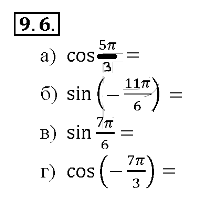 9.6.
а) cos 5π/3 =
б) sin (− 11π/6) =
в) sin 7π/6 =
г) cos (− 7π/3) =